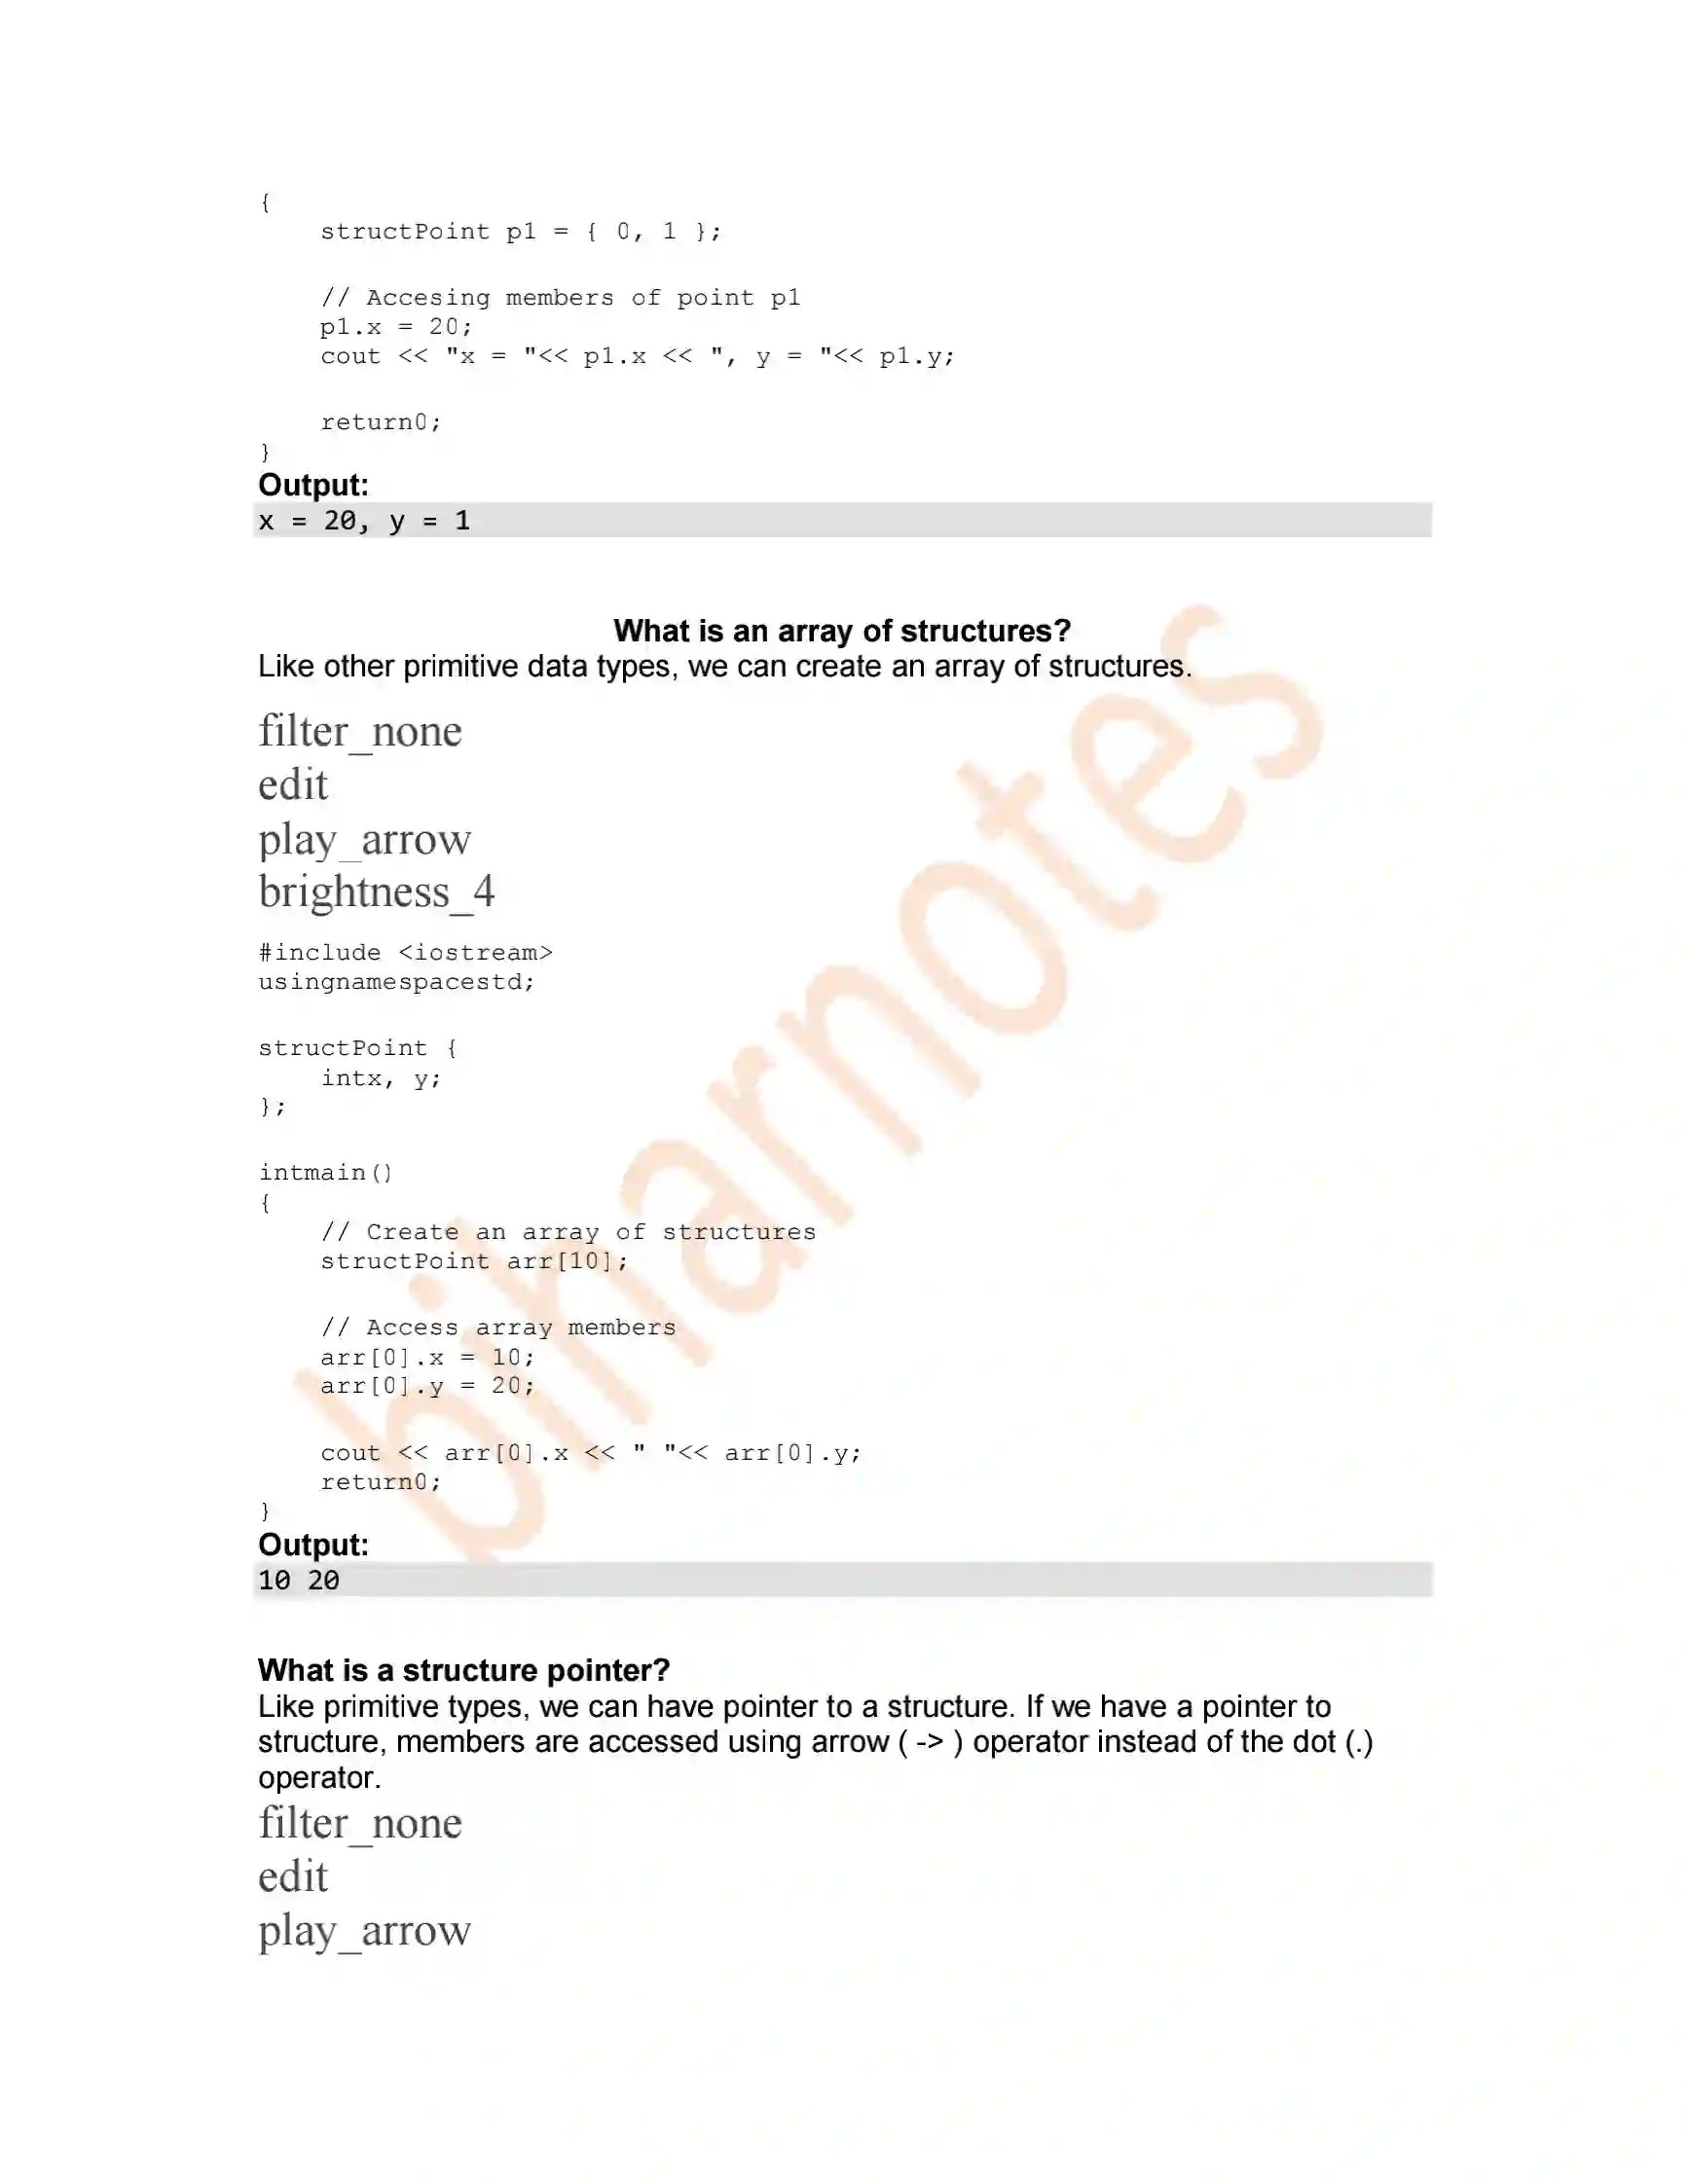 {
structPoint p1 = { 0, 1 };
// Accesing members of point p1
p1.x = 20;
cout << "x = "<< p1.x << ", y = "<< p1.y;
return0;
}
Output:
x = 20, y = 1
What is an array of structures?
Like other primitive data types, we can create an array of structures.
filter_none
edit
play_arrow
brightness_4
#include <iostream>
usingnamespacestd;
structPoint {
intx, y;
};
intmain()
{
// Create an array of structures
structPoint arr[10];
// Access array members
arr[0].x = 10;
arr[0].y = 20;
cout << arr[0].x << " "<< arr[0].y;
return0;
}
Output:
10 20
What is a structure pointer?
Like primitive types, we can have pointer to a structure. If we have a pointer to
structure, members are accessed using arrow ( -> ) operator instead of the dot (.)
operator.
filter_none
edit
play_arrow
biharnotes